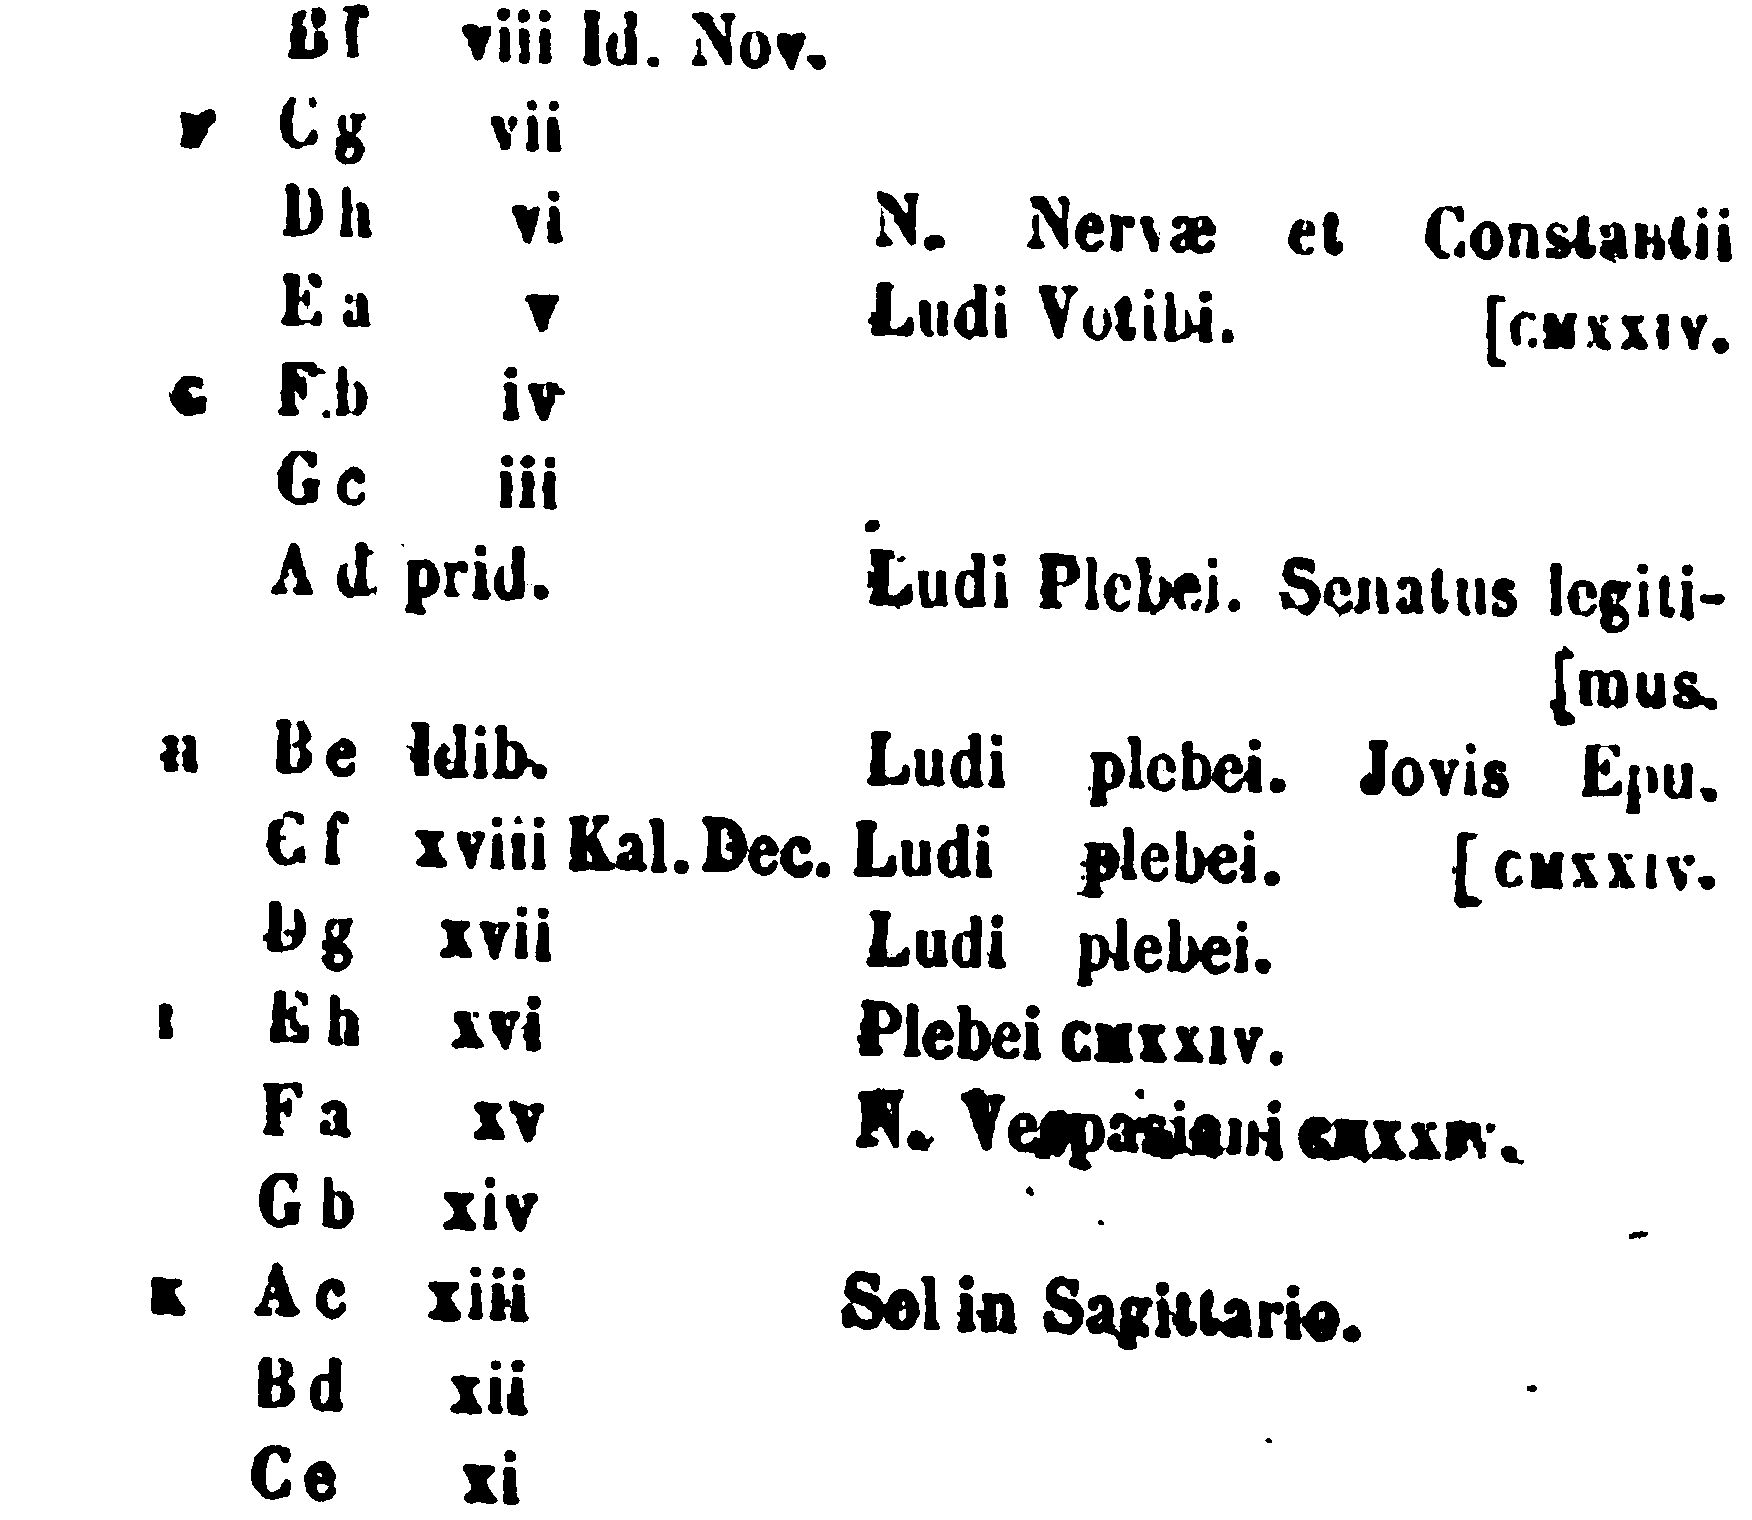 B f viii Id. Nov.
v C g vii
D h vi N. Nervæ et Constantii
E a v Ludi Votibi. [CMXXIV.
c F b iv
G c iii
A d prid. Ludi Plebei. Senatus legiti-
[mus.
B e Idib. Ludi plebei. Jovis Epu.
C f xviii Kal. Dec. Ludi plebei. [CMXXIV.
D g xvii Ludi plebei.
E h xvi Plebei CMXXIV.
F a xv N. Vespasiani CMXXIV.
G b xiv
K A c xiii Sol in Sagittario.
B d xii
C e xi